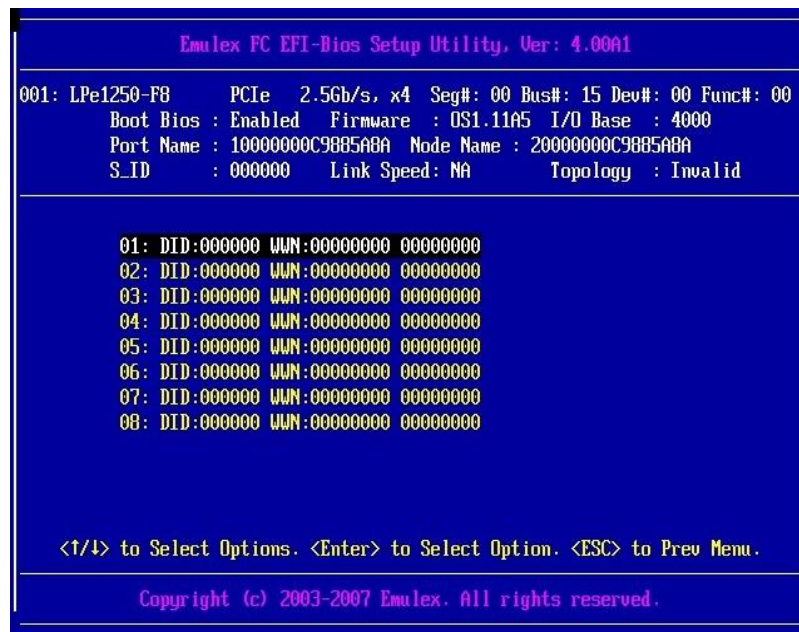 Emulex FC EFI-Bios Setup Utility, Ver: 4.00A1
001: LPe1250-F8 PCIe 2.5Gb/s, x4 Seg#: 00 Bus#: 15 Dev#: 00 Func#: 00
Boot Bios : Enabled Firmware : OS1.11A5 I/O Base : 4000
Port Name : 10000000C9885A8A Node Name : 20000000C9885A8A
S_ID : 000000 Link Speed: NA Topology : Invalid
01: DID:000000 WWN:00000000 00000000
02: DID:000000 WWN:00000000 00000000
03: DID:000000 WWN:00000000 00000000
04: DID:000000 WWN:00000000 00000000
05: DID:000000 WWN:00000000 00000000
06: DID:000000 WWN:00000000 00000000
07: DID:000000 WWN:00000000 00000000
08: DID:000000 WWN:00000000 00000000
<↑/↓> to Select Options. <Enter> to Select Option. <ESC> to Prev Menu.
Copyright (c) 2003-2007 Emulex. All rights reserved.